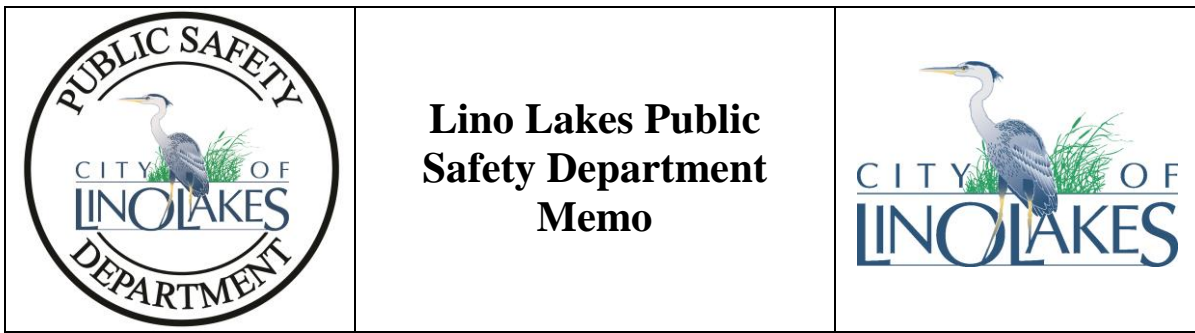 PUBLIC SAFETY
CITY OF
LINO LAKES
DEPARTMENT
Lino Lakes Public
Safety Department
Memo
CITY OF
LINO LAKES